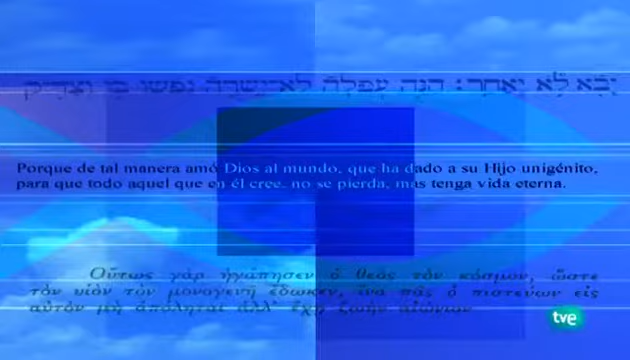 יָבֹא לֹא יְאַחֵר׃ הִנֵּה עֻפְּלָה לֹא־יָשְׁרָה נַפְשׁוֹ בּוֹ וְצַדִּיק
Porque de tal manera amó Dios al mundo, que ha dado a su Hijo unigénito,
para que todo aquel que en él cree, no se pierda, mas tenga vida eterna.
Οὕτως γὰρ ἠγάπησεν ὁ θεὸς τὸν κόσμον, ὥστε
τὸν υἱὸν τὸν μονογενῆ ἔδωκεν, ἵνα πᾶς ὁ πιστεύων εἰς
αὐτὸν μὴ ἀπόληται ἀλλ᾽ ἔχῃ ζωὴν αἰώνιον
tve